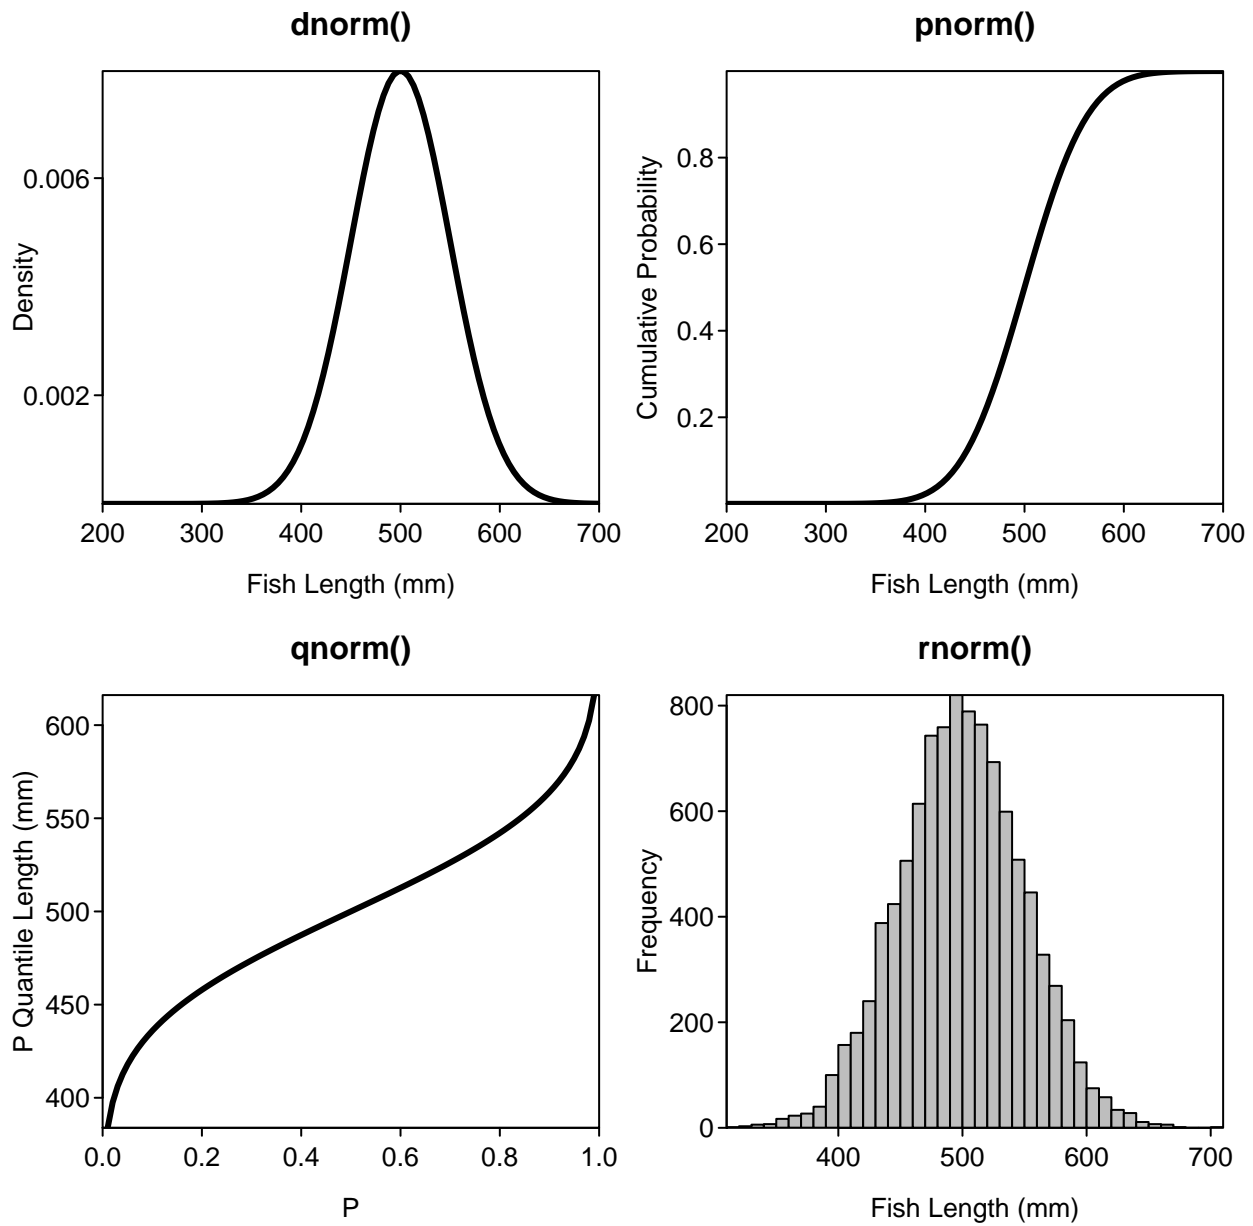 dnorm()
0.006
0.002
Density
200 300 400 500 600 700
Fish Length (mm)
pnorm()
0.8
0.6
0.4
0.2
Cumulative Probability
200 300 400 500 600 700
Fish Length (mm)
qnorm()
600
550
500
450
400
P Quantile Length (mm)
0.0 0.2 0.4 0.6 0.8 1.0
P
rnorm()
800
600
400
200
0
Frequency
400 500 600 700
Fish Length (mm)